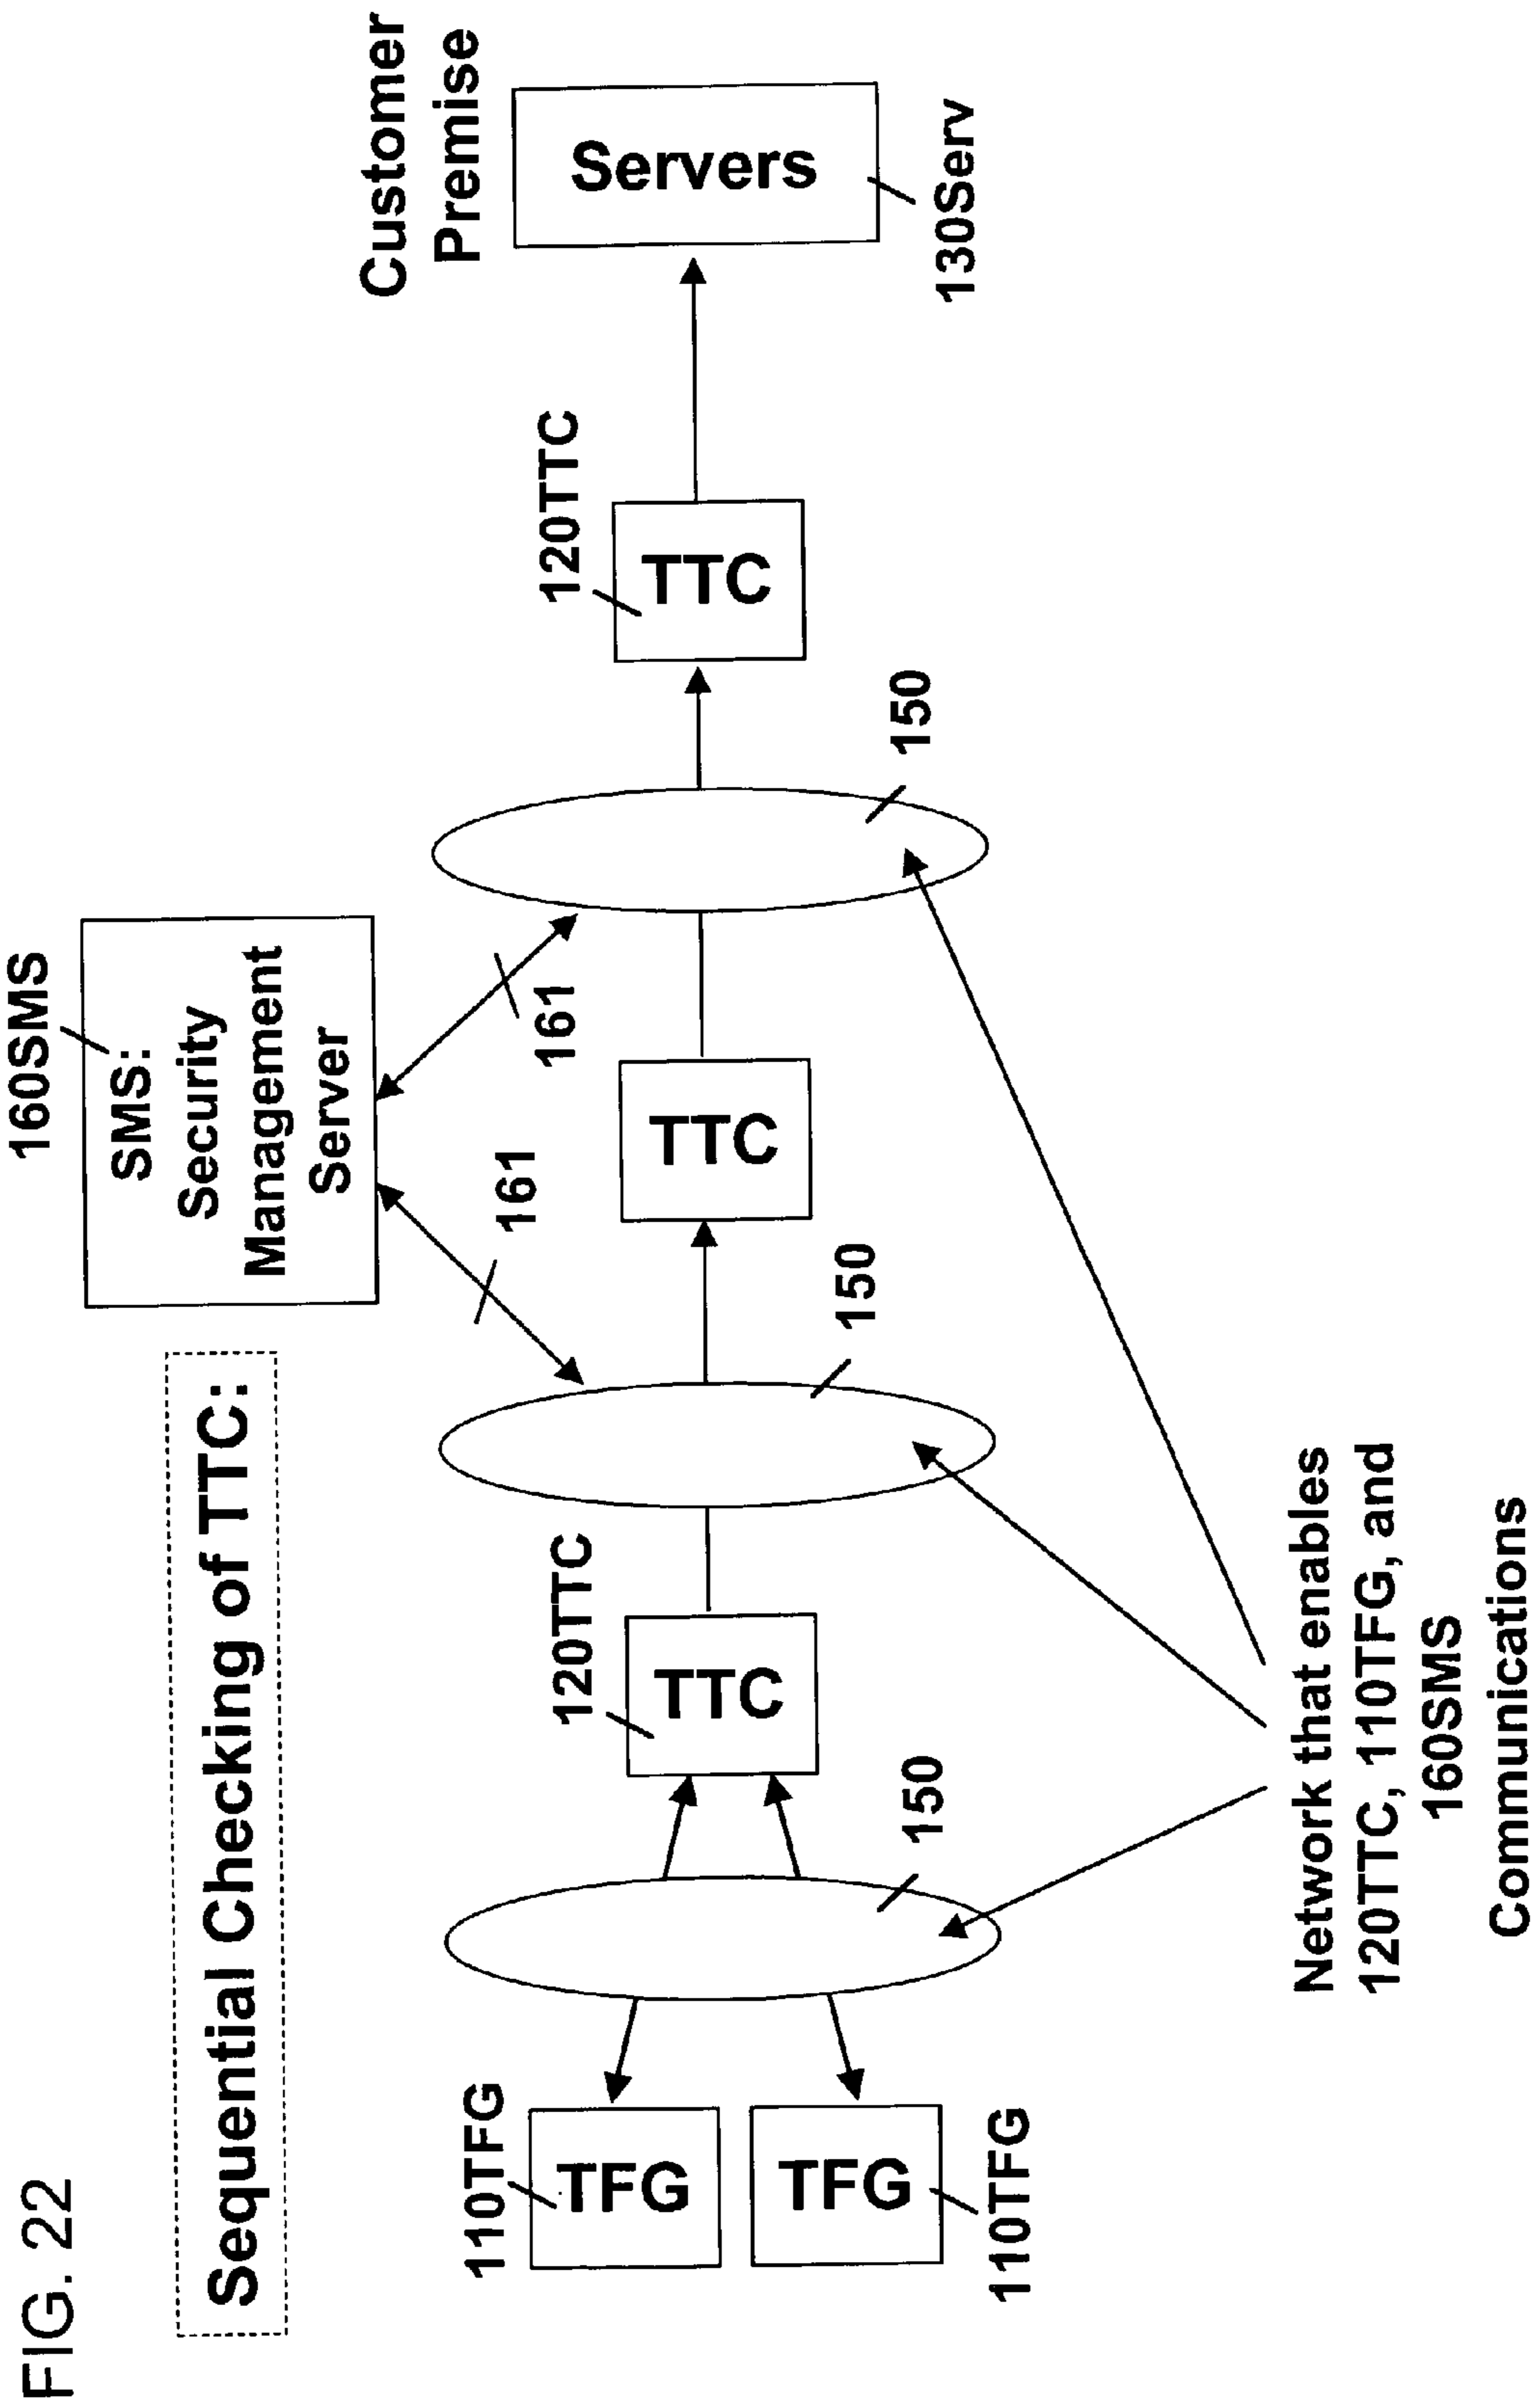 FIG. 22
Sequential Checking of TTC:
160SMS
SMS:
Security
Management
Server
Customer
Premise
161
161
110TFG
TFG
TFG
110TFG
150
120TTC
TTC
150
TTC
150
120TTC
TTC
Servers
130Serv
Network that enables
120TTC, 110TFG, and
160SMS
Communications